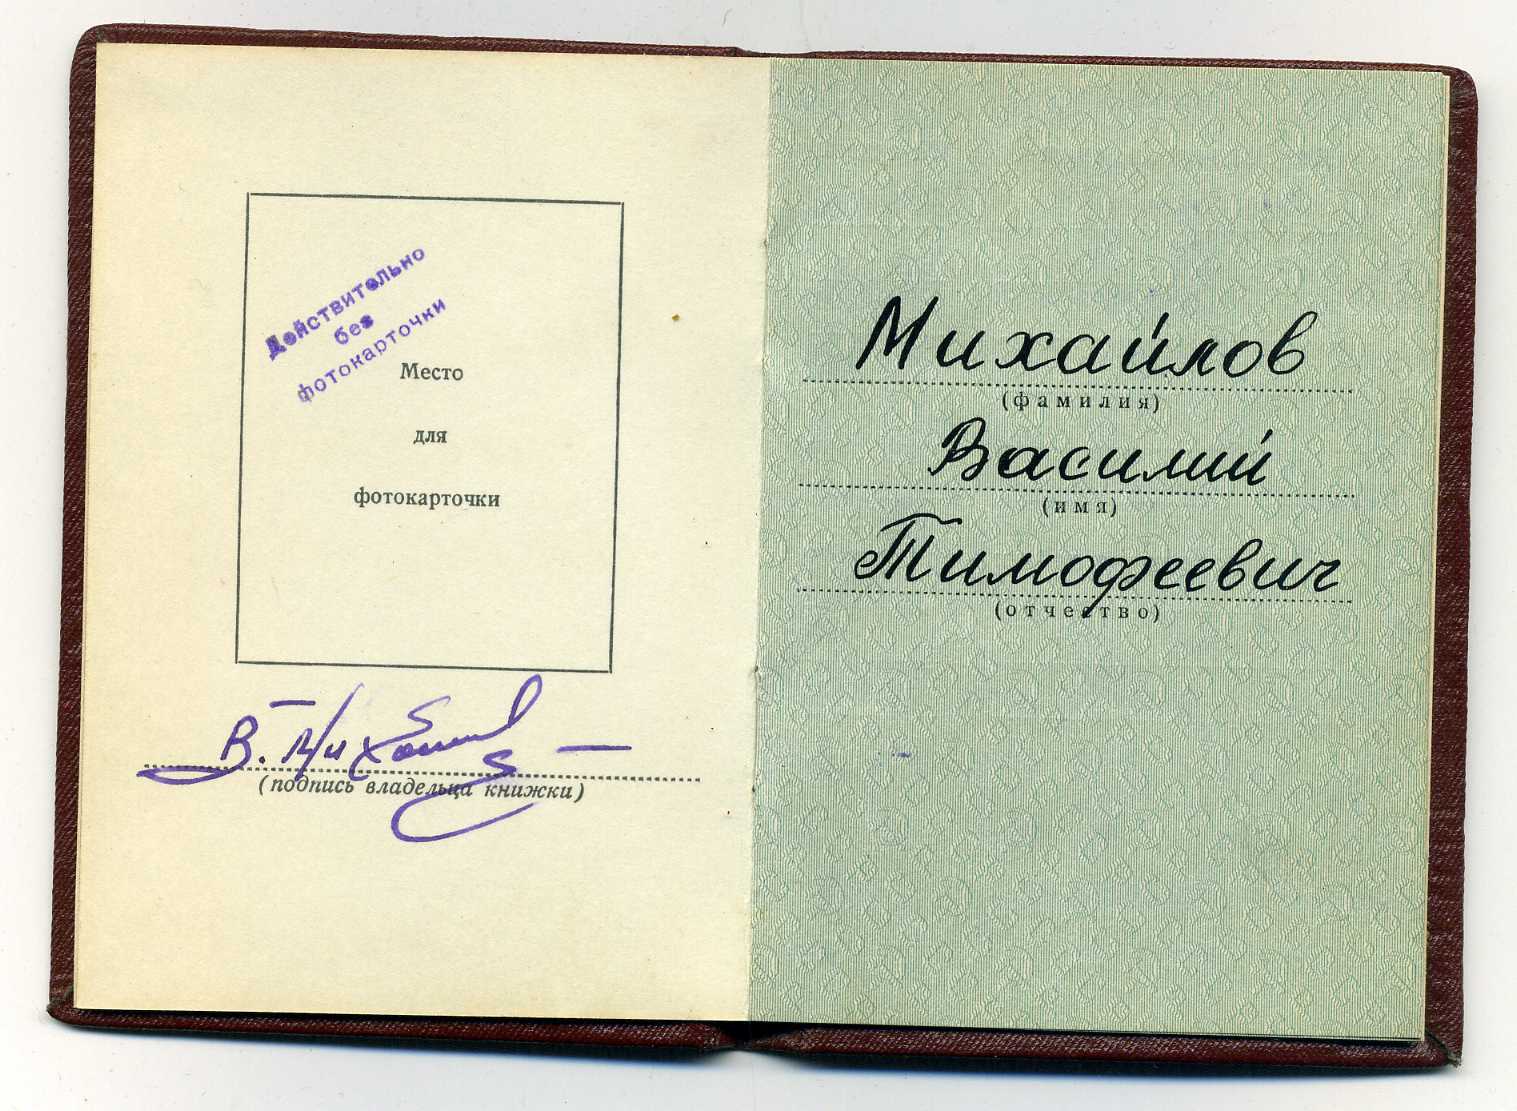 Действительно
без
фотокарточки
Место
для
фотокарточки
В. Михайлов
(подпись владельца книжки)
Михайлов
(фамилия)
Василий
(имя)
Тимофеевич
(отчество)